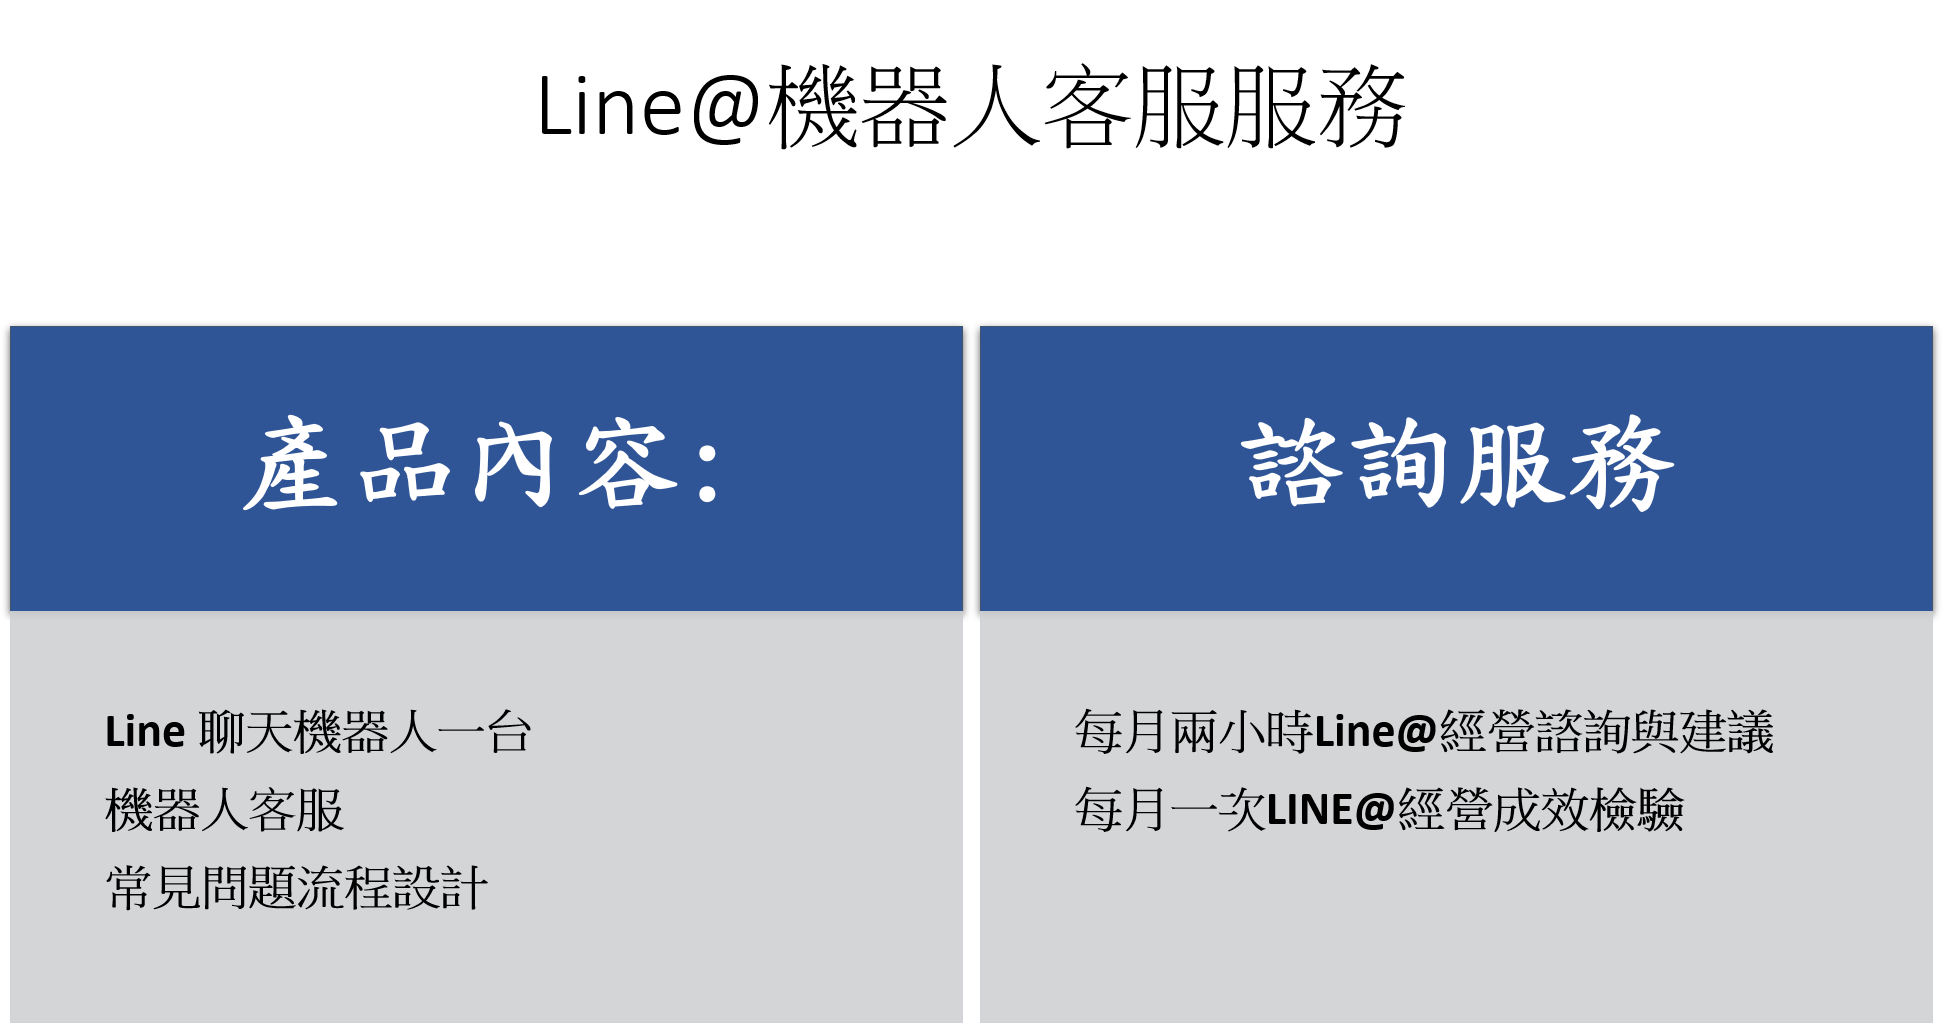 Line@機器人客服服務
產品內容：
Line 聊天機器人一台
機器人客服
常見問題流程設計
諮詢服務
每月兩小時Line@經營諮詢與建議
每月一次LINE@經營成效檢驗